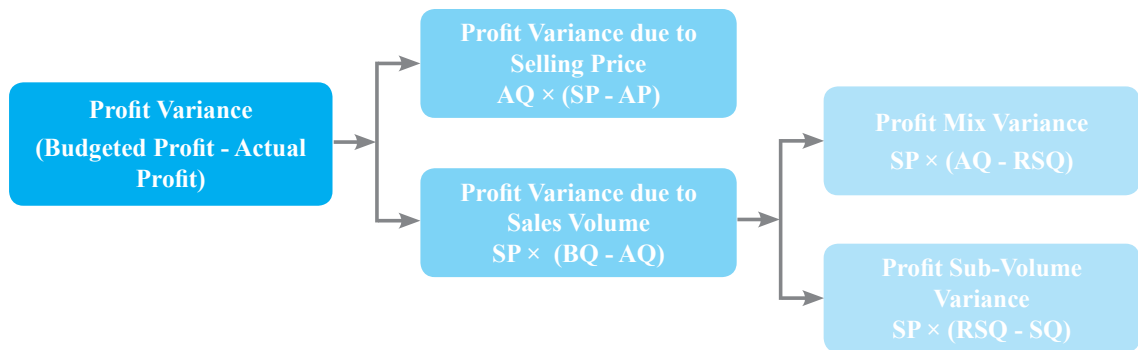 Profit Variance
(Budgeted Profit - Actual
Profit)
Profit Variance due to
Selling Price
AQ × (SP - AP)
Profit Variance due to
Sales Volume
SP × (BQ - AQ)
Profit Mix Variance
SP × (AQ - RSQ)
Profit Sub-Volume
Variance
SP × (RSQ - SQ)